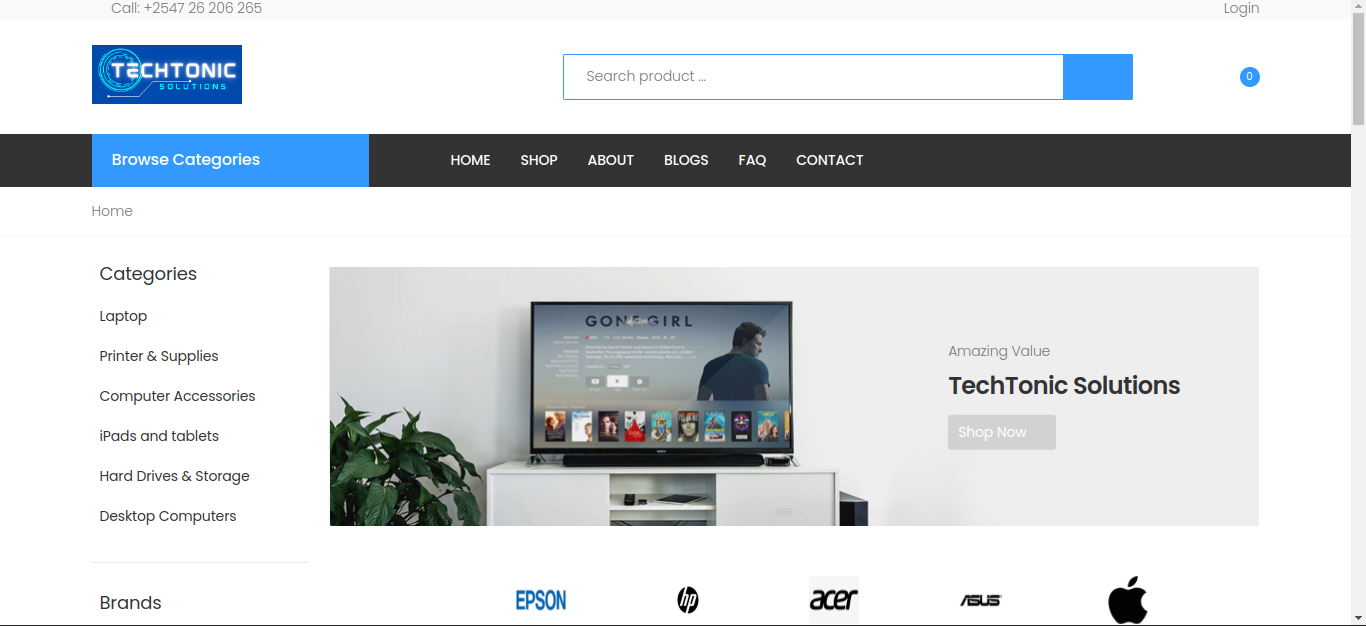 Call: +2547 26 206 265
Login
TECHTONIC
SOLUTIONS
Search product ...
0
Browse Categories
HOME SHOP ABOUT BLOGS FAQ CONTACT
Home
Categories
Laptop
Printer & Supplies
Computer Accessories
iPads and tablets
Hard Drives & Storage
Desktop Computers
GONE GIRL
Amazing Value
TechTonic Solutions
Shop Now
Brands
EPSON
hp
acer
ASUS